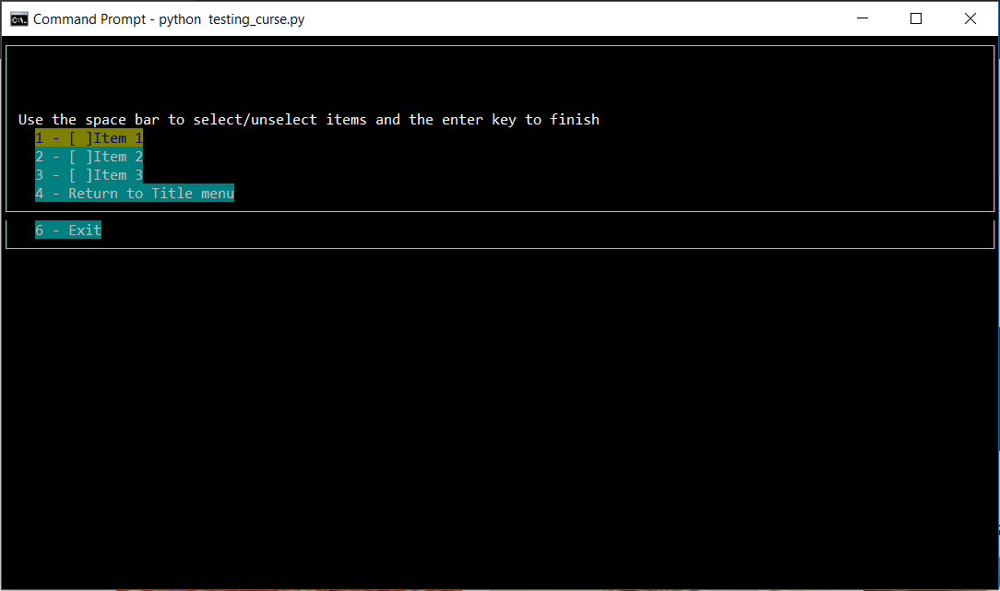 Command Prompt - python  testing_curse.py
Use the space bar to select/unselect items and the enter key to finish
1 - [ ]Item 1
2 - [ ]Item 2
3 - [ ]Item 3
4 - Return to Title menu
6 - Exit